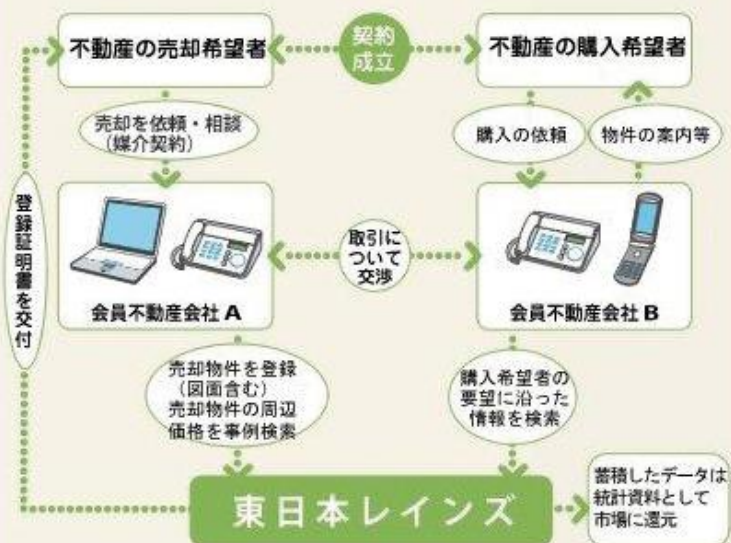 不動産の売却希望者
契約
成立
不動産の購入希望者
売却を依頼・相談
（媒介契約）
購入の依頼
物件の案内等
登録証明書を交付
会員不動産会社 A
取引に
ついて
交渉
会員不動産会社 B
売却物件を登録
（図面含む）
売却物件の周辺
価格を事例検索
購入希望者の
要望に沿った
情報を検索
東日本レインズ
蓄積したデータは
統計資料として
市場に還元